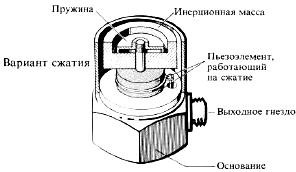 Пружина
Инерционная масса
Вариант сжатия
Пьезоэлемент,
работающий
на сжатие
Выходное гнездо
Основание